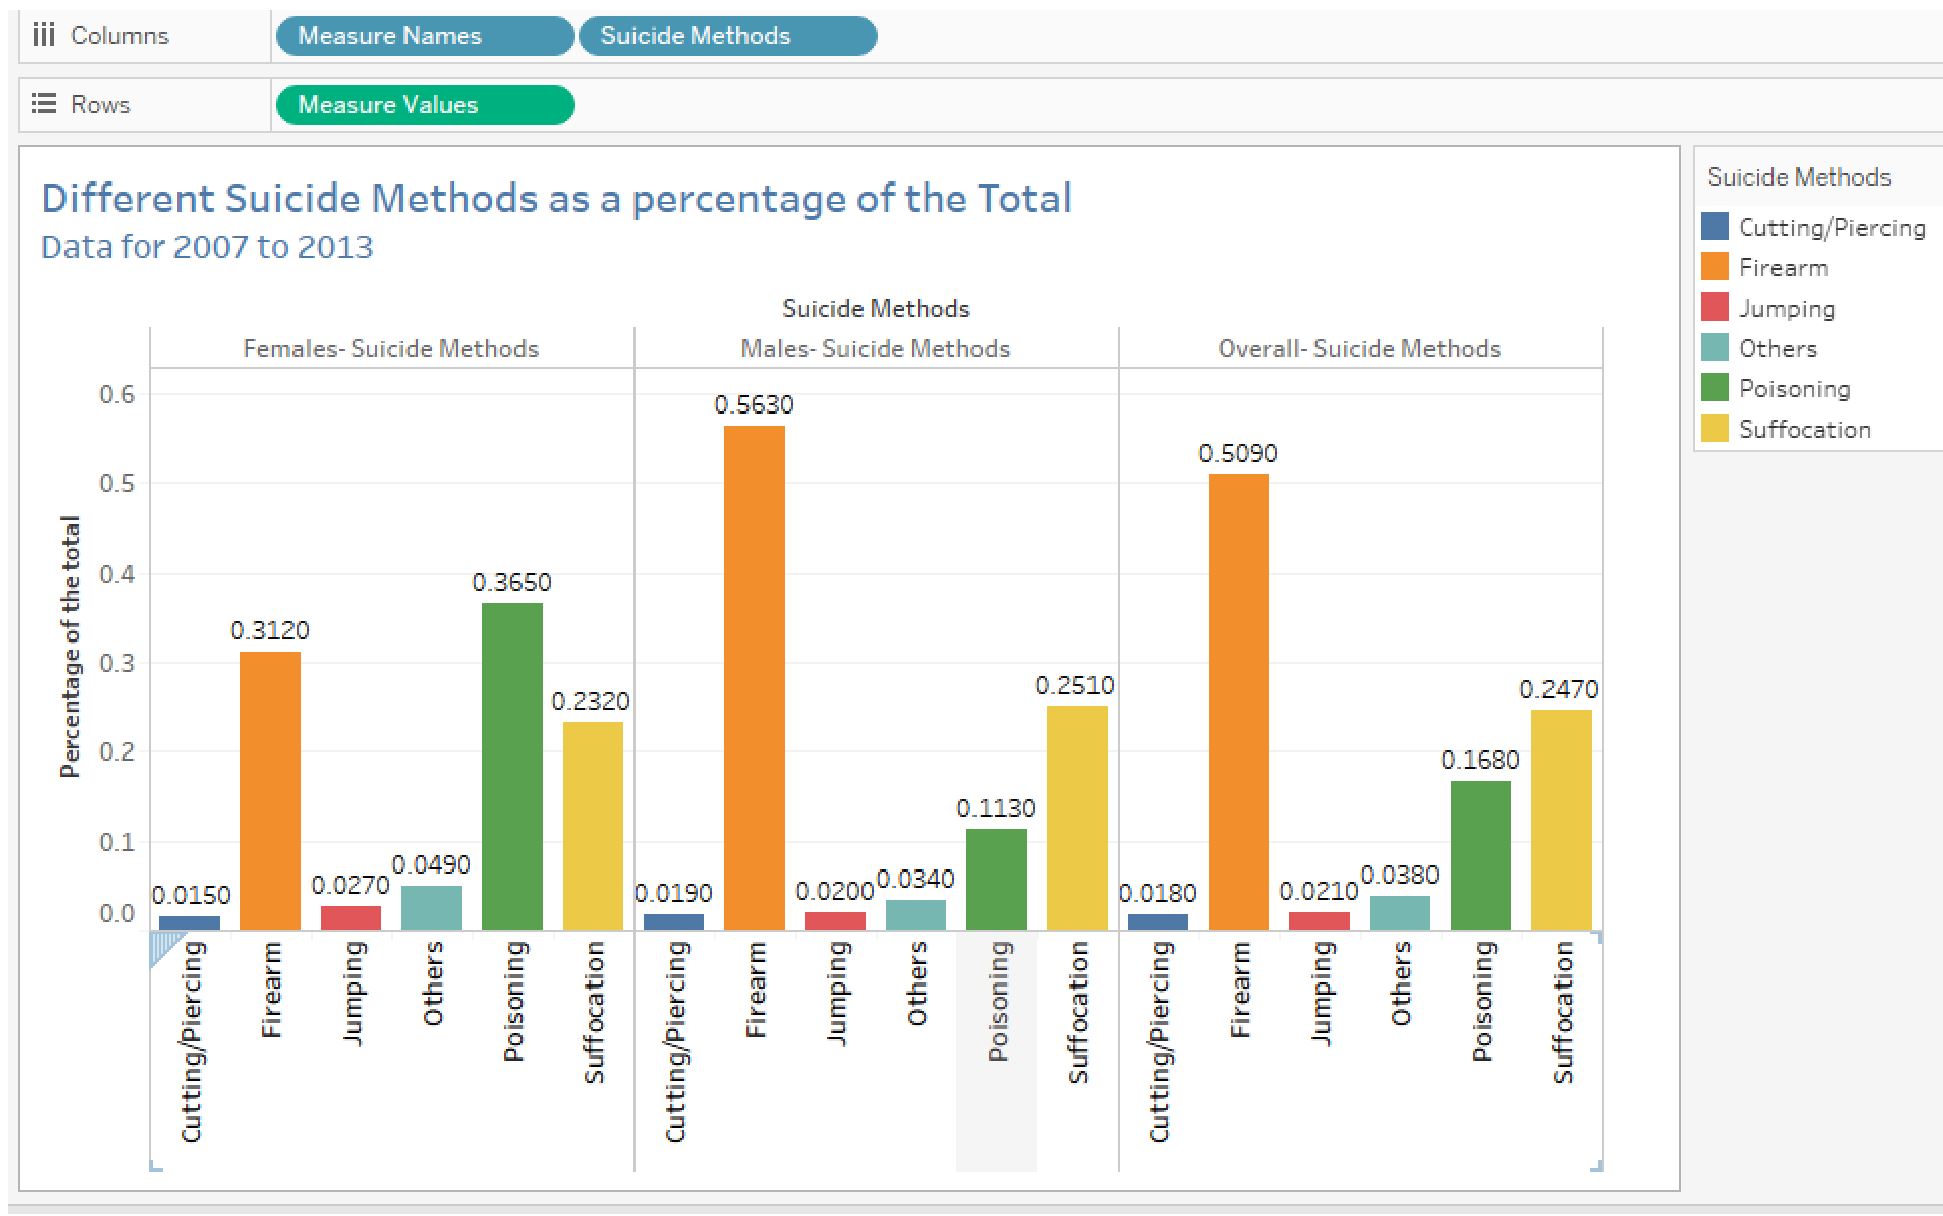 Columns
Measure Names
Suicide Methods
Rows
Measure Values
Different Suicide Methods as a percentage of the Total
Data for 2007 to 2013
Suicide Methods
Females- Suicide Methods
Males- Suicide Methods
Overall- Suicide Methods
Percentage of the total
0.6
0.5
0.4
0.3
0.2
0.1
0.0
0.0150
0.3120
0.0270
0.0490
0.3650
0.2320
0.0190
0.5630
0.0200
0.0340
0.1130
0.2510
0.0180
0.5090
0.0210
0.0380
0.1680
0.2470
Cutting/Piercing
Firearm
Jumping
Others
Poisoning
Suffocation
Cutting/Piercing
Firearm
Jumping
Others
Poisoning
Suffocation
Cutting/Piercing
Firearm
Jumping
Others
Poisoning
Suffocation
Suicide Methods
Cutting/Piercing
Firearm
Jumping
Others
Poisoning
Suffocation